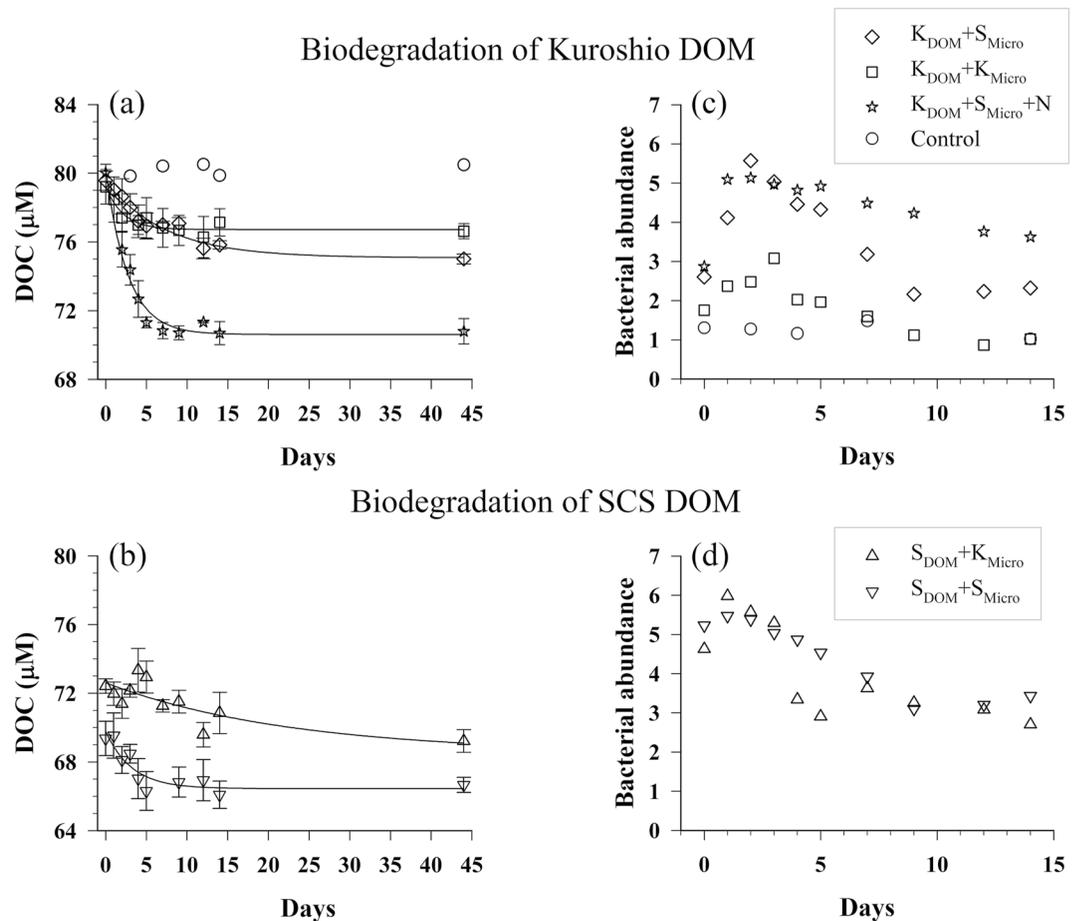 Biodegradation of Kuroshio DOM
K_DOM+S_Micro
K_DOM+K_Micro
K_DOM+S_Micro+N
Control
(a)
84
80
76
72
68
DOC (μM)
0 5 10 15 20 25 30 35 40 45
Days
(c)
7
6
5
4
3
2
1
0
Bacterial abundance
0 5 10 15
Days
Biodegradation of SCS DOM
(b)
80
76
72
68
64
DOC (μM)
0 5 10 15 20 25 30 35 40 45
Days
S_DOM+K_Micro
S_DOM+S_Micro
(d)
7
6
5
4
3
2
1
0
Bacterial abundance
0 5 10 15
Days